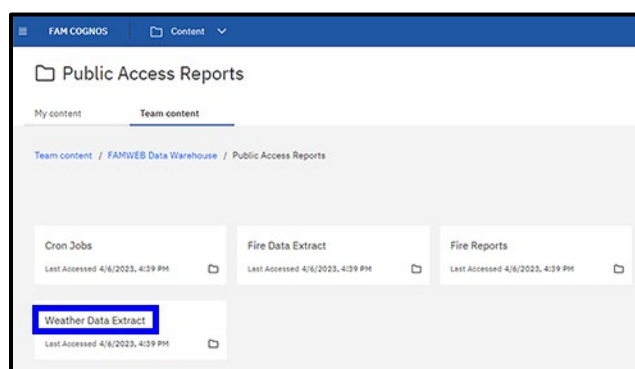 FAM COGNOS Content
Public Access Reports
My content Team content
Team content / FAMWEB Data Warehouse / Public Access Reports
Cron Jobs Fire Data Extract Fire Reports
Last Accessed 4/6/2023, 4:39 PM Last Accessed 4/6/2023, 4:39 PM Last Accessed 4/6/2023, 4:39 PM
Weather Data Extract
Last Accessed 4/6/2023, 4:39 PM